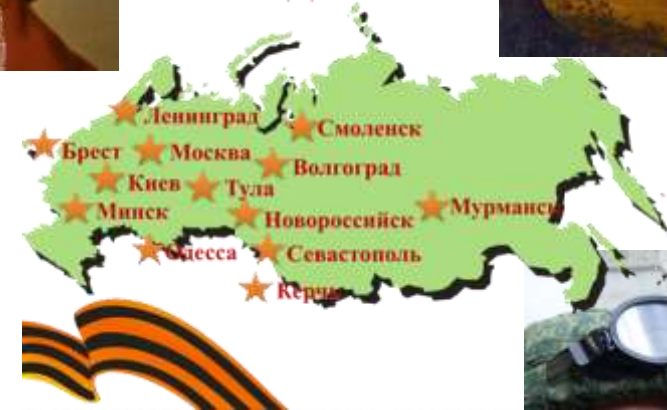 Ленинград
Смоленск
Брест
Москва
Волгоград
Киев
Тула
Минск
Новороссийск
Мурманск
Одесса
Севастополь
Керчь